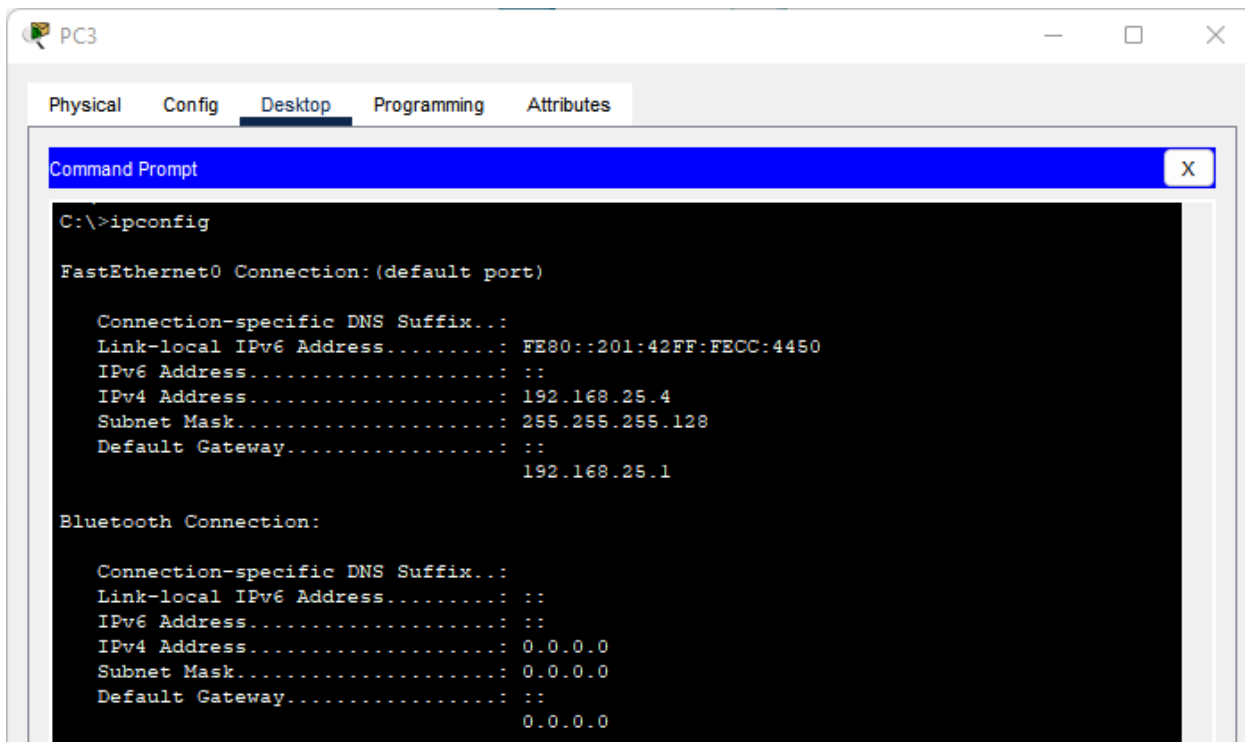 PC3
Physical Config Desktop Programming Attributes
Command Prompt X
C:\>ipconfig
FastEthernet0 Connection:(default port)
Connection-specific DNS Suffix..:
Link-local IPv6 Address.........: FE80::201:42FF:FECC:4450
IPv6 Address....................: ::
IPv4 Address....................: 192.168.25.4
Subnet Mask.....................: 255.255.255.128
Default Gateway.................: ::
192.168.25.1
Bluetooth Connection:
Connection-specific DNS Suffix..:
Link-local IPv6 Address.........: ::
IPv6 Address....................: ::
IPv4 Address....................: 0.0.0.0
Subnet Mask.....................: 0.0.0.0
Default Gateway.................: ::
0.0.0.0